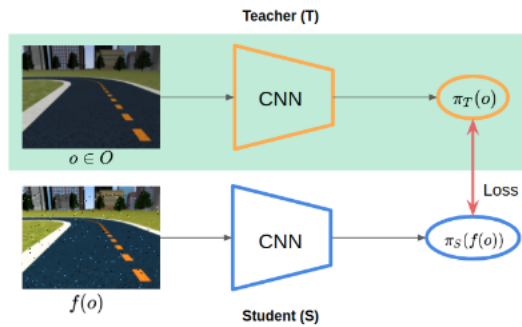 Teacher (T)
CNN
π_T(o)
o ∈ O
Loss
CNN
π_S(f(o))
f(o)
Student (S)